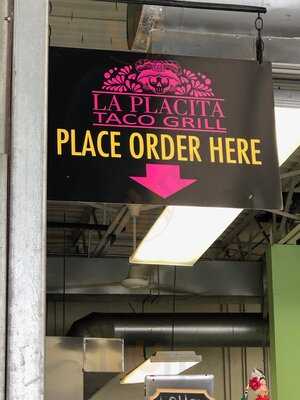 LA PLACITA
TACO GRILL
PLACE ORDER HERE